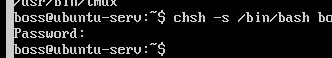 /usr/bin/tmux
boss@ubuntu-serv:~$ chsh -s /bin/bash bo
Password:
boss@ubuntu-serv:~$